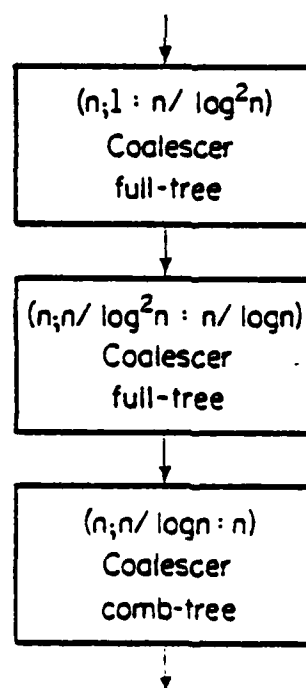 (n;1 : n/ log²n)
Coalescer
full-tree
(n;n/ log²n : n/ logn)
Coalescer
full-tree
(n;n/ logn : n)
Coalescer
comb-tree